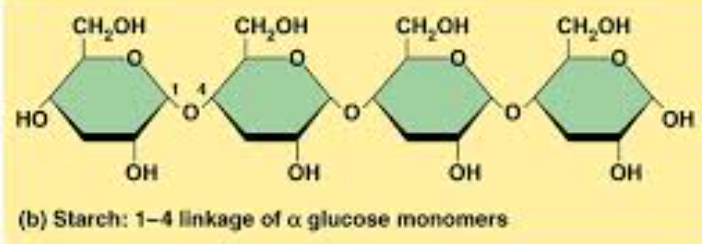 CH₂OH CH₂OH CH₂OH CH₂OH
O O O O
1 4
HO O O O OH
OH OH OH OH
(b) Starch: 1–4 linkage of α glucose monomers